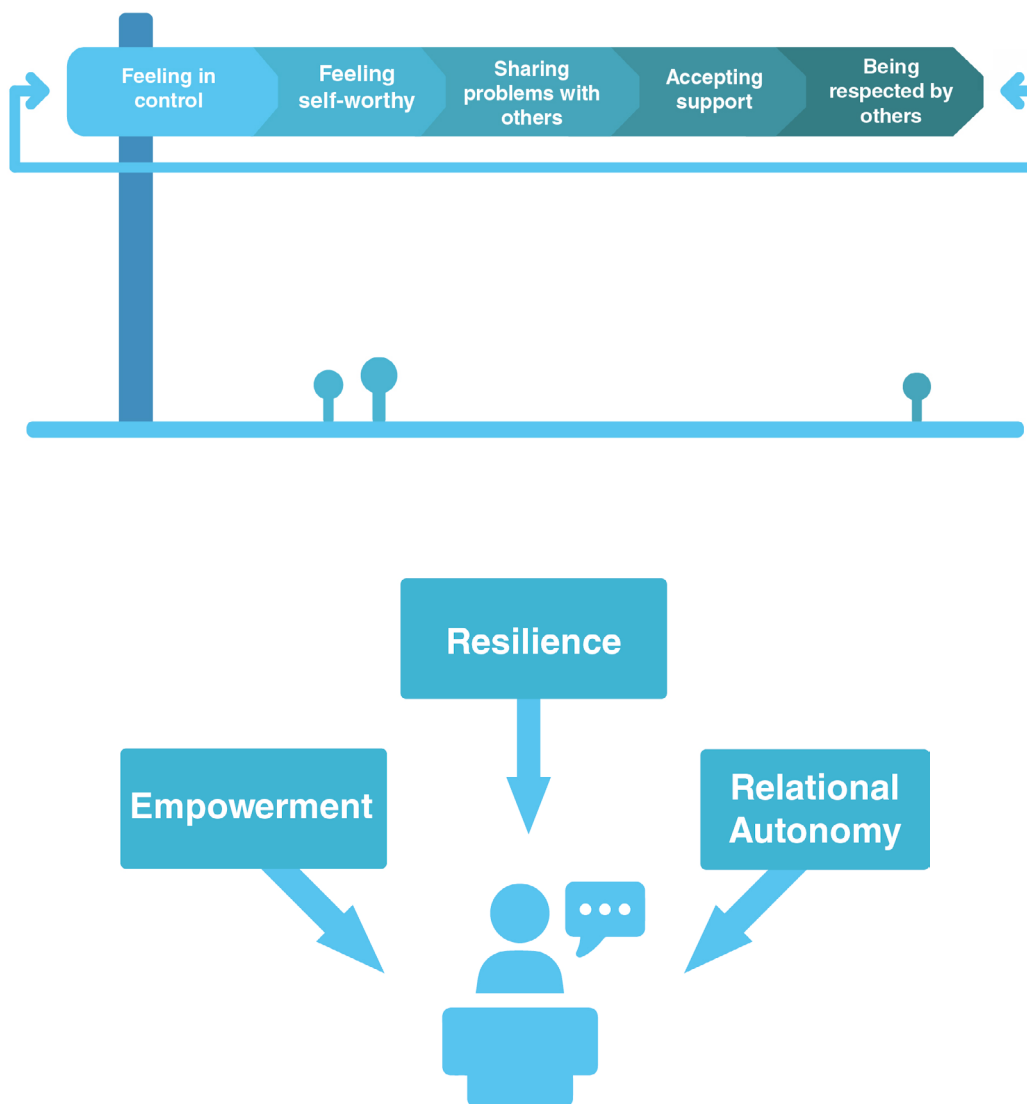 Feeling in
control
Feeling
self-worthy
Sharing
problems with
others
Accepting
support
Being
respected by
others
Resilience
Empowerment
Relational
Autonomy